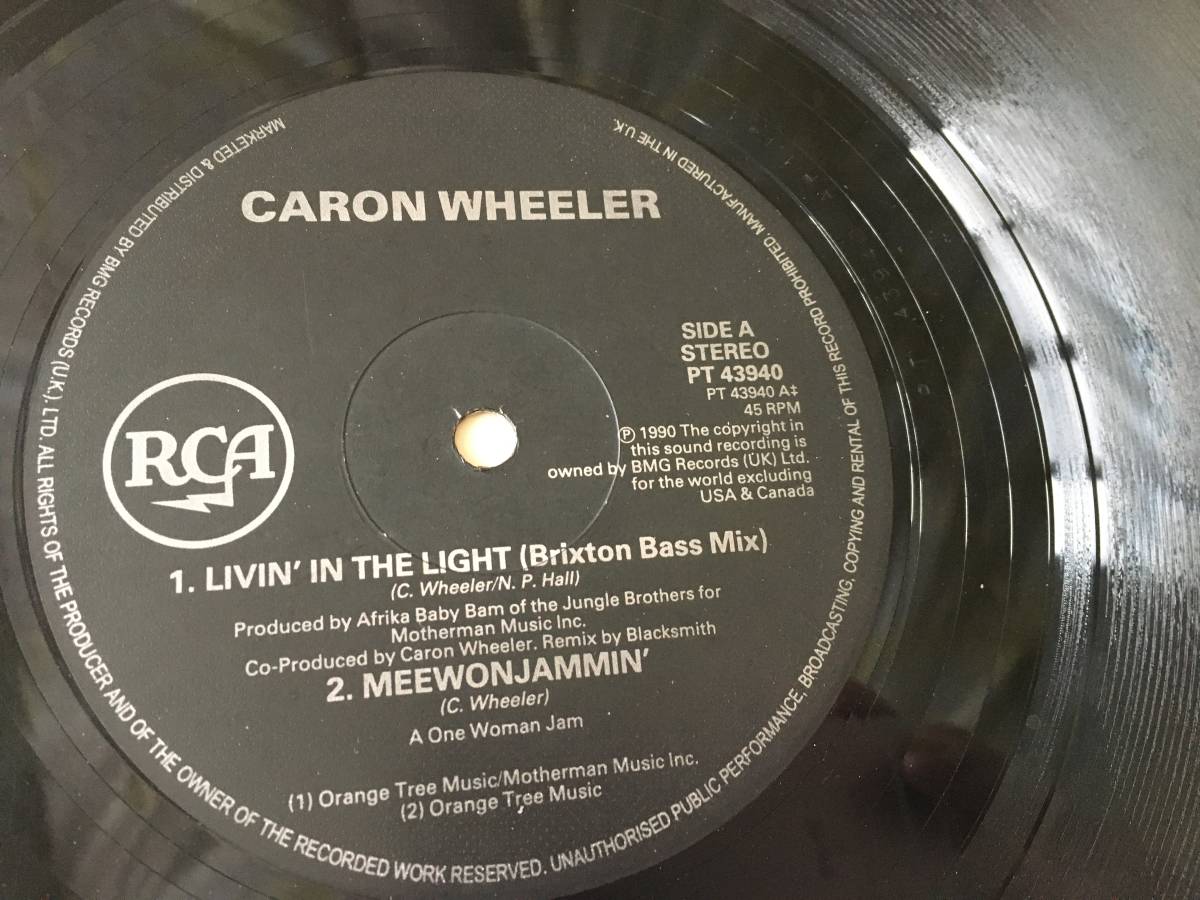 CARON WHEELER
SIDE A
STEREO
PT 43940
PT 43940 A‡
45 RPM
℗ 1990 The copyright in
this sound recording is
owned by BMG Records (UK) Ltd.
for the world excluding
USA & Canada
RCA
1. LIVIN' IN THE LIGHT (Brixton Bass Mix)
(C. Wheeler/N. P. Hall)
Produced by Afrika Baby Bam of the Jungle Brothers for
Motherman Music Inc.
Co-Produced by Caron Wheeler. Remix by Blacksmith
2. MEEWONJAMMIN'
(C. Wheeler)
A One Woman Jam
(1) Orange Tree Music/Motherman Music Inc.
(2) Orange Tree Music
MARKETED & DISTRIBUTED BY BMG RECORDS (U.K.). LTD. ALL RIGHTS OF THE PRODUCER AND OF THE OWNER OF THE RECORDED WORK RESERVED. UNAUTHORISED PUBLIC PERFORMANCE, BROADCASTING, COPYING AND RENTAL OF THIS RECORD PROHIBITED. MANUFACTURED IN THE U.K.